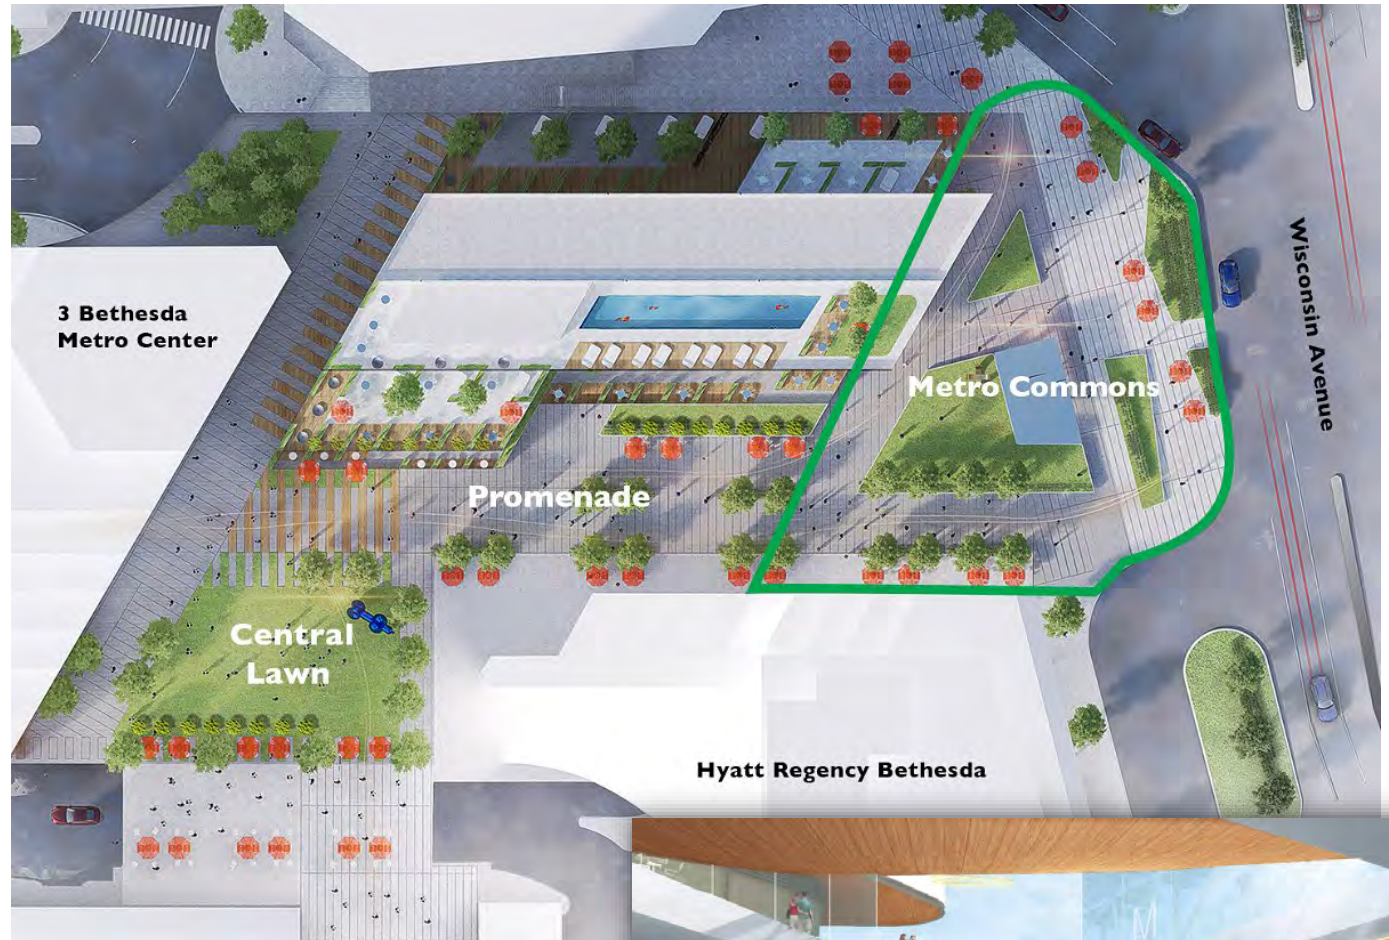 3 Bethesda
Metro Center
Wisconsin Avenue
Metro Commons
Promenade
Central
Lawn
Hyatt Regency Bethesda
M